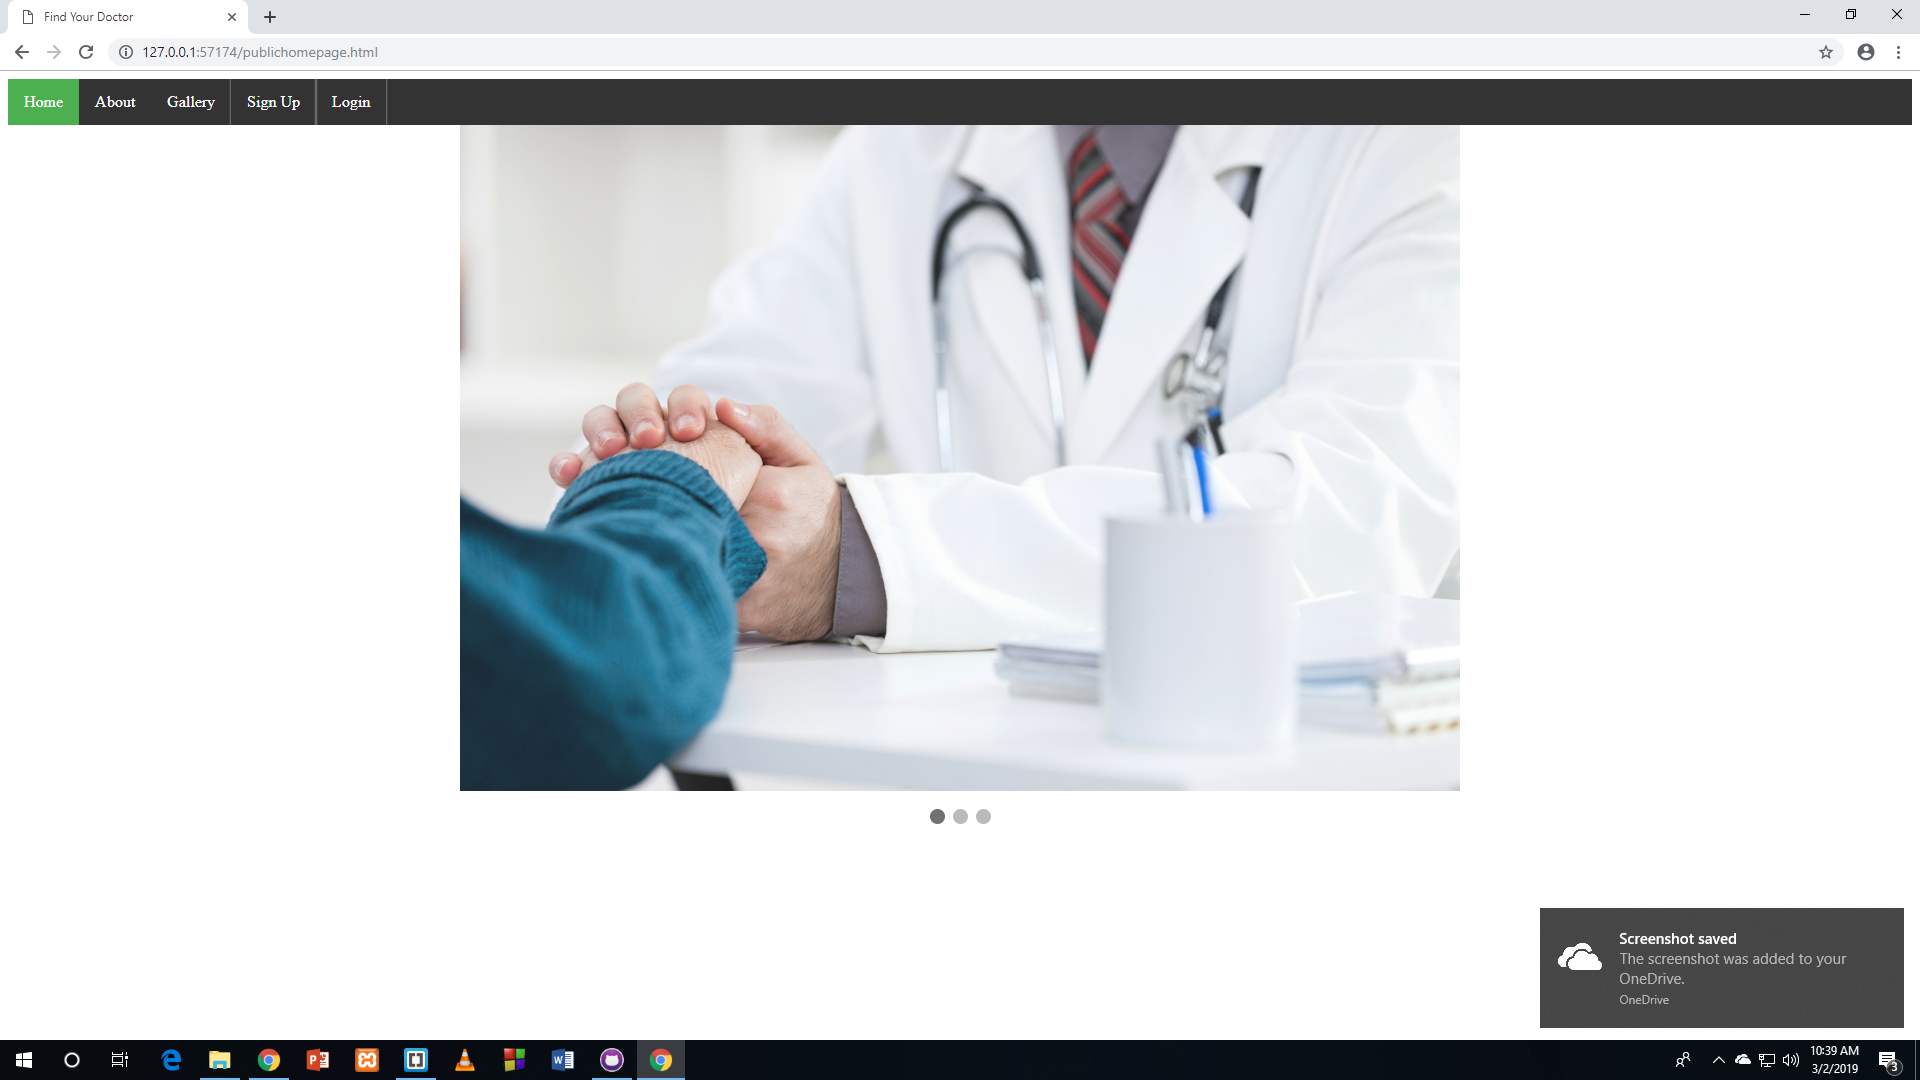 Find Your Doctor
127.0.0.1:57174/publichomepage.html
Home About Gallery Sign Up Login
Screenshot saved
The screenshot was added to your
OneDrive.
OneDrive
10:39 AM
3/2/2019
3